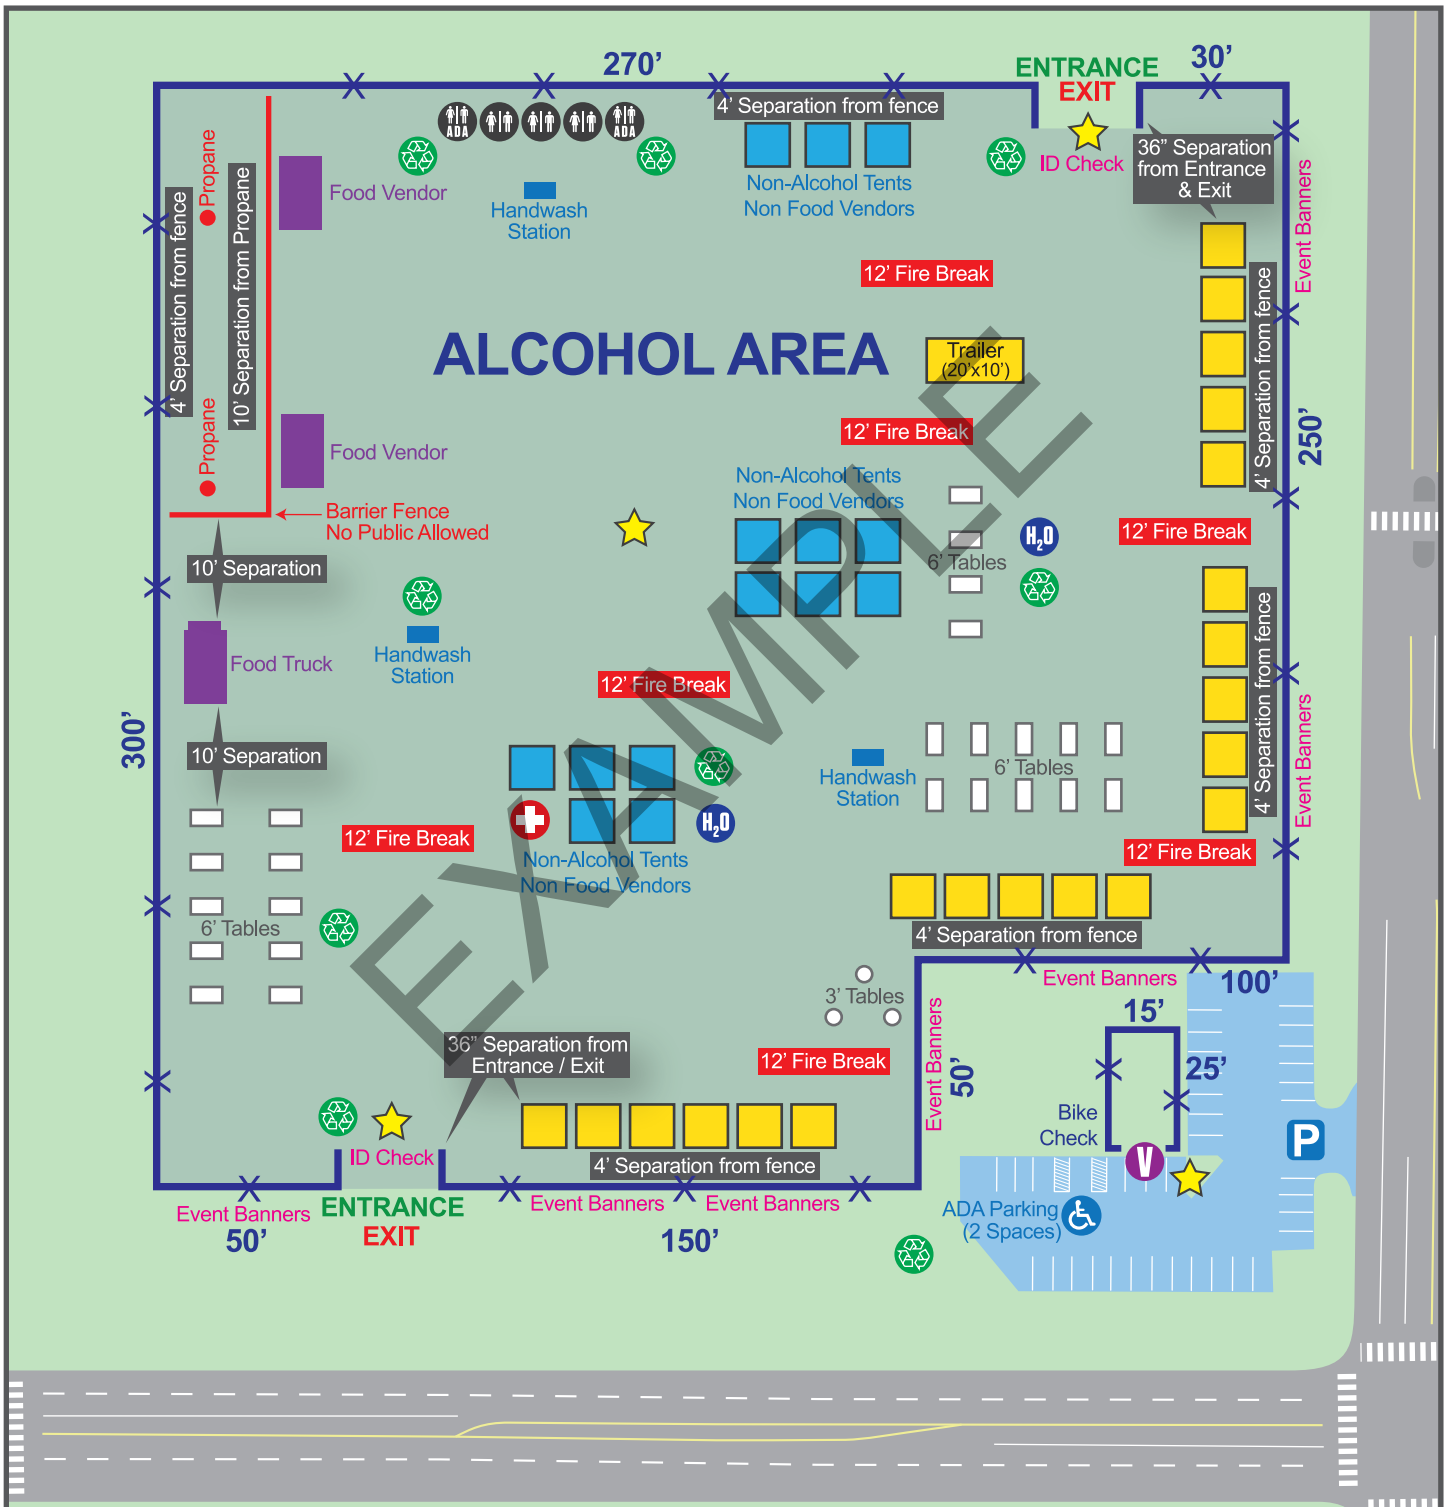 270’
ENTRANCE
EXIT
30’
ADA
ADA
4’ Separation from fence
ID Check
36” Separation
from Entrance
& Exit
Propane
Food Vendor
Handwash
Station
Non-Alcohol Tents
Non Food Vendors
Event Banners
4’ Separation from fence
10’ Separation from Propane
12’ Fire Break
ALCOHOL AREA
Trailer
(20’x10’)
4’ Separation from fence
250’
Propane
Food Vendor
12’ Fire Break
Non-Alcohol Tents
Non Food Vendors
Barrier Fence
No Public Allowed
H2O
12’ Fire Break
6’ Tables
10’ Separation
Food Truck
Handwash
Station
12’ Fire Break
4’ Separation from fence
300’
10’ Separation
Handwash
Station
6’ Tables
Event Banners
12’ Fire Break
H2O
Non-Alcohol Tents
Non Food Vendors
12’ Fire Break
6’ Tables
4’ Separation from fence
Event Banners
100’
3’ Tables
15’
36” Separation from
Entrance / Exit
12’ Fire Break
Event Banners
50’
25’
Bike
Check
V
P
ID Check
4’ Separation from fence
Event Banners
ENTRANCE
EXIT
Event Banners
Event Banners
50’
150’
ADA Parking
(2 Spaces)
EXAMPLE